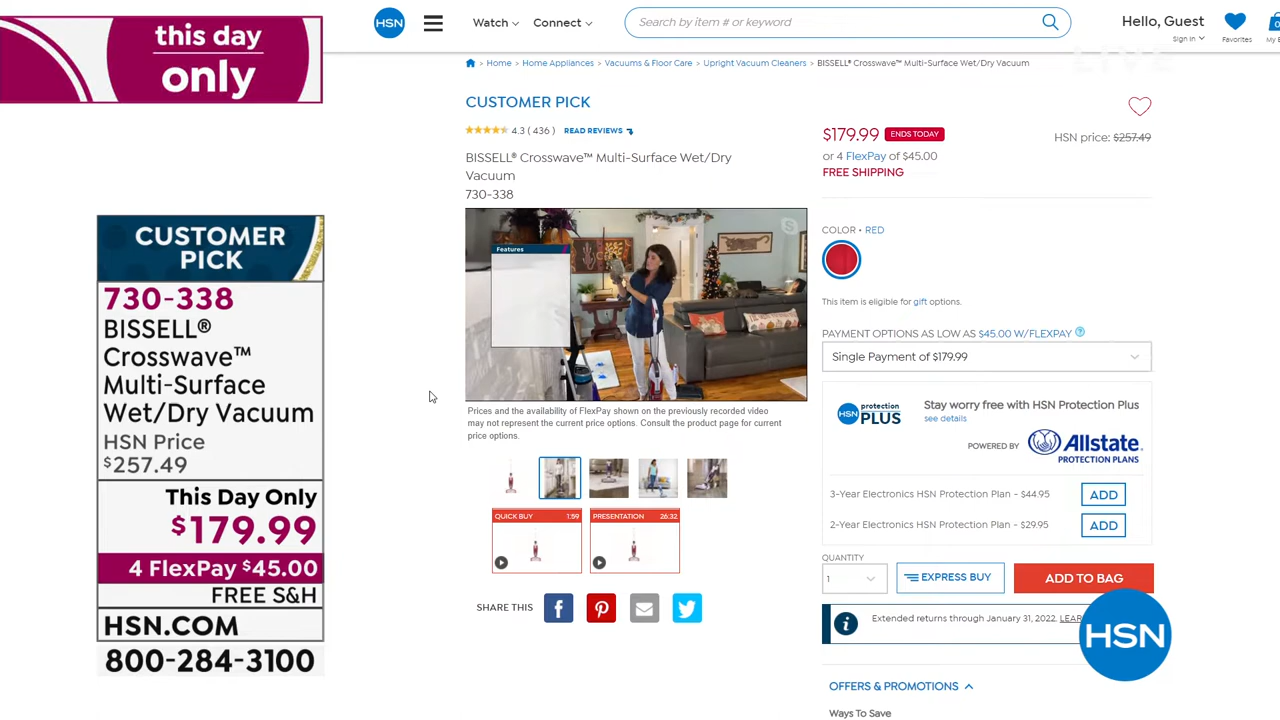 this day
only
CUSTOMER
PICK
730-338
BISSELL®
Crosswave™
Multi-Surface
Wet/Dry Vacuum
HSN Price
$257.49
This Day Only
$179.99
4 FlexPay $45.00
FREE S&H
HSN.COM
800-284-3100
HSN
Watch
Connect
Search by item # or keyword
Hello, Guest
Sign In
Favorites
0
LIVE
> Home > Home Appliances > Vacuums & Floor Care > Upright Vacuum Cleaners > BISSELL® Crosswave™ Multi-Surface Wet/Dry Vacuum
CUSTOMER PICK
4.3 ( 436 ) READ REVIEWS
BISSELL® Crosswave™ Multi-Surface Wet/Dry
Vacuum
730-338
Features
Prices and the availability of FlexPay shown on the previously recorded video
may not represent the current price options. Consult the product page for current
price options.
QUICK BUY 1:59
PRESENTATION 26:32
SHARE THIS
$179.99 ENDS TODAY
HSN price: $257.49
or 4 FlexPay of $45.00
FREE SHIPPING
COLOR • RED
This item is eligible for gift options.
PAYMENT OPTIONS AS LOW AS $45.00 W/FLEXPAY ?
Single Payment of $179.99
HSN protection PLUS
Stay worry free with HSN Protection Plus
see details
POWERED BY Allstate.
PROTECTION PLANS
3-Year Electronics HSN Protection Plan - $44.95 ADD
2-Year Electronics HSN Protection Plan - $29.95 ADD
QUANTITY
1
EXPRESS BUY
ADD TO BAG
i
Extended returns through January 31, 2022.
HSN
OFFERS & PROMOTIONS
Ways To Save